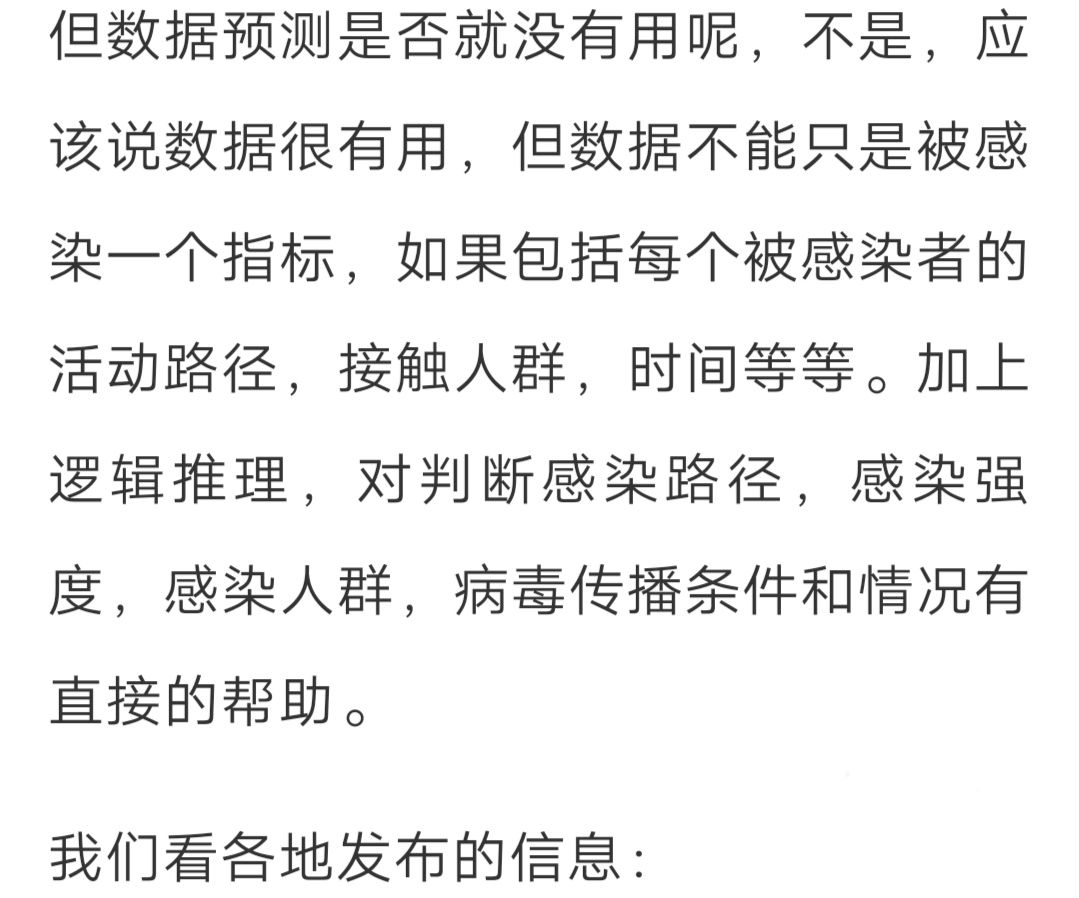 但数据预测是否就没有用呢，不是，应
该说数据很有用，但数据不能只是被感
染一个指标，如果包括每个被感染者的
活动路径，接触人群，时间等等。加上
逻辑推理，对判断感染路径，感染强
度，感染人群，病毒传播条件和情况有
直接的帮助。
我们看各地发布的信息：